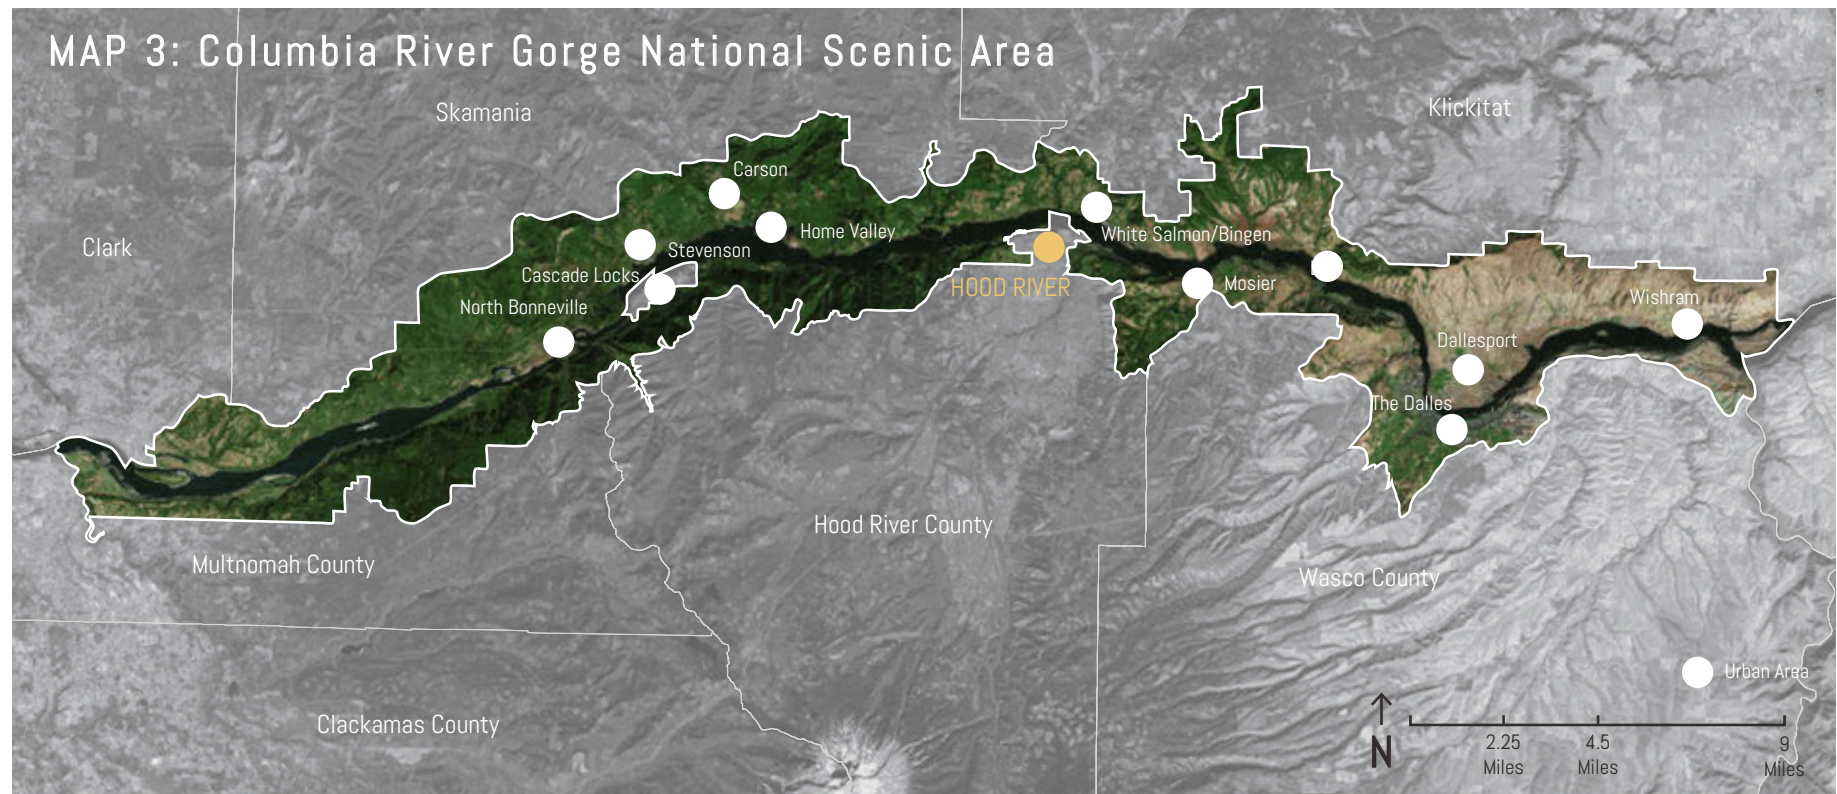 MAP 3: Columbia River Gorge National Scenic Area
Skamania
Klickitat
Clark
Carson
Home Valley
Stevenson
White Salmon/Bingen
Cascade Locks
HOOD RIVER
Mosier
North Bonneville
Wishram
Dallesport
The Dalles
Hood River County
Multnomah County
Wasco County
Urban Area
Clackamas County
N
2.25
Miles
4.5
Miles
9
Miles